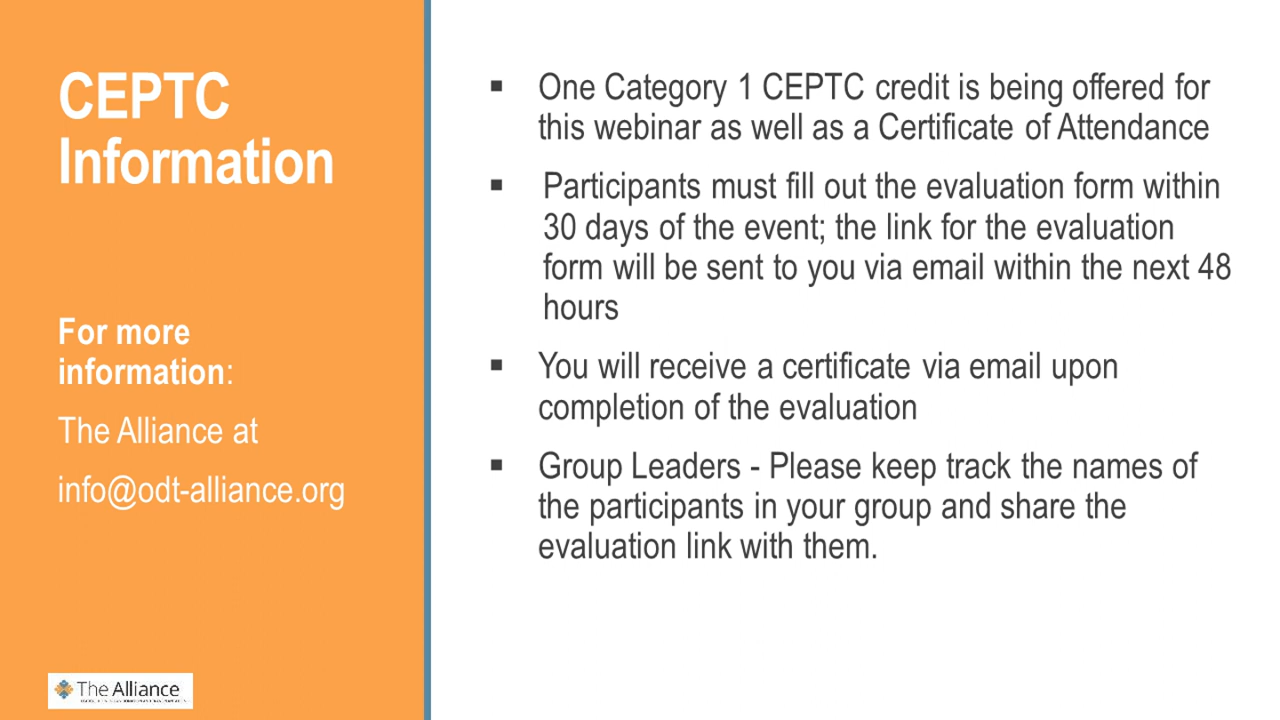 CEPTC
Information
For more
information:
The Alliance at
info@odt-alliance.org
▪ One Category 1 CEPTC credit is being offered for
this webinar as well as a Certificate of Attendance
▪ Participants must fill out the evaluation form within
30 days of the event; the link for the evaluation
form will be sent to you via email within the next 48
hours
▪ You will receive a certificate via email upon
completion of the evaluation
▪ Group Leaders - Please keep track the names of
the participants in your group and share the
evaluation link with them.
The Alliance